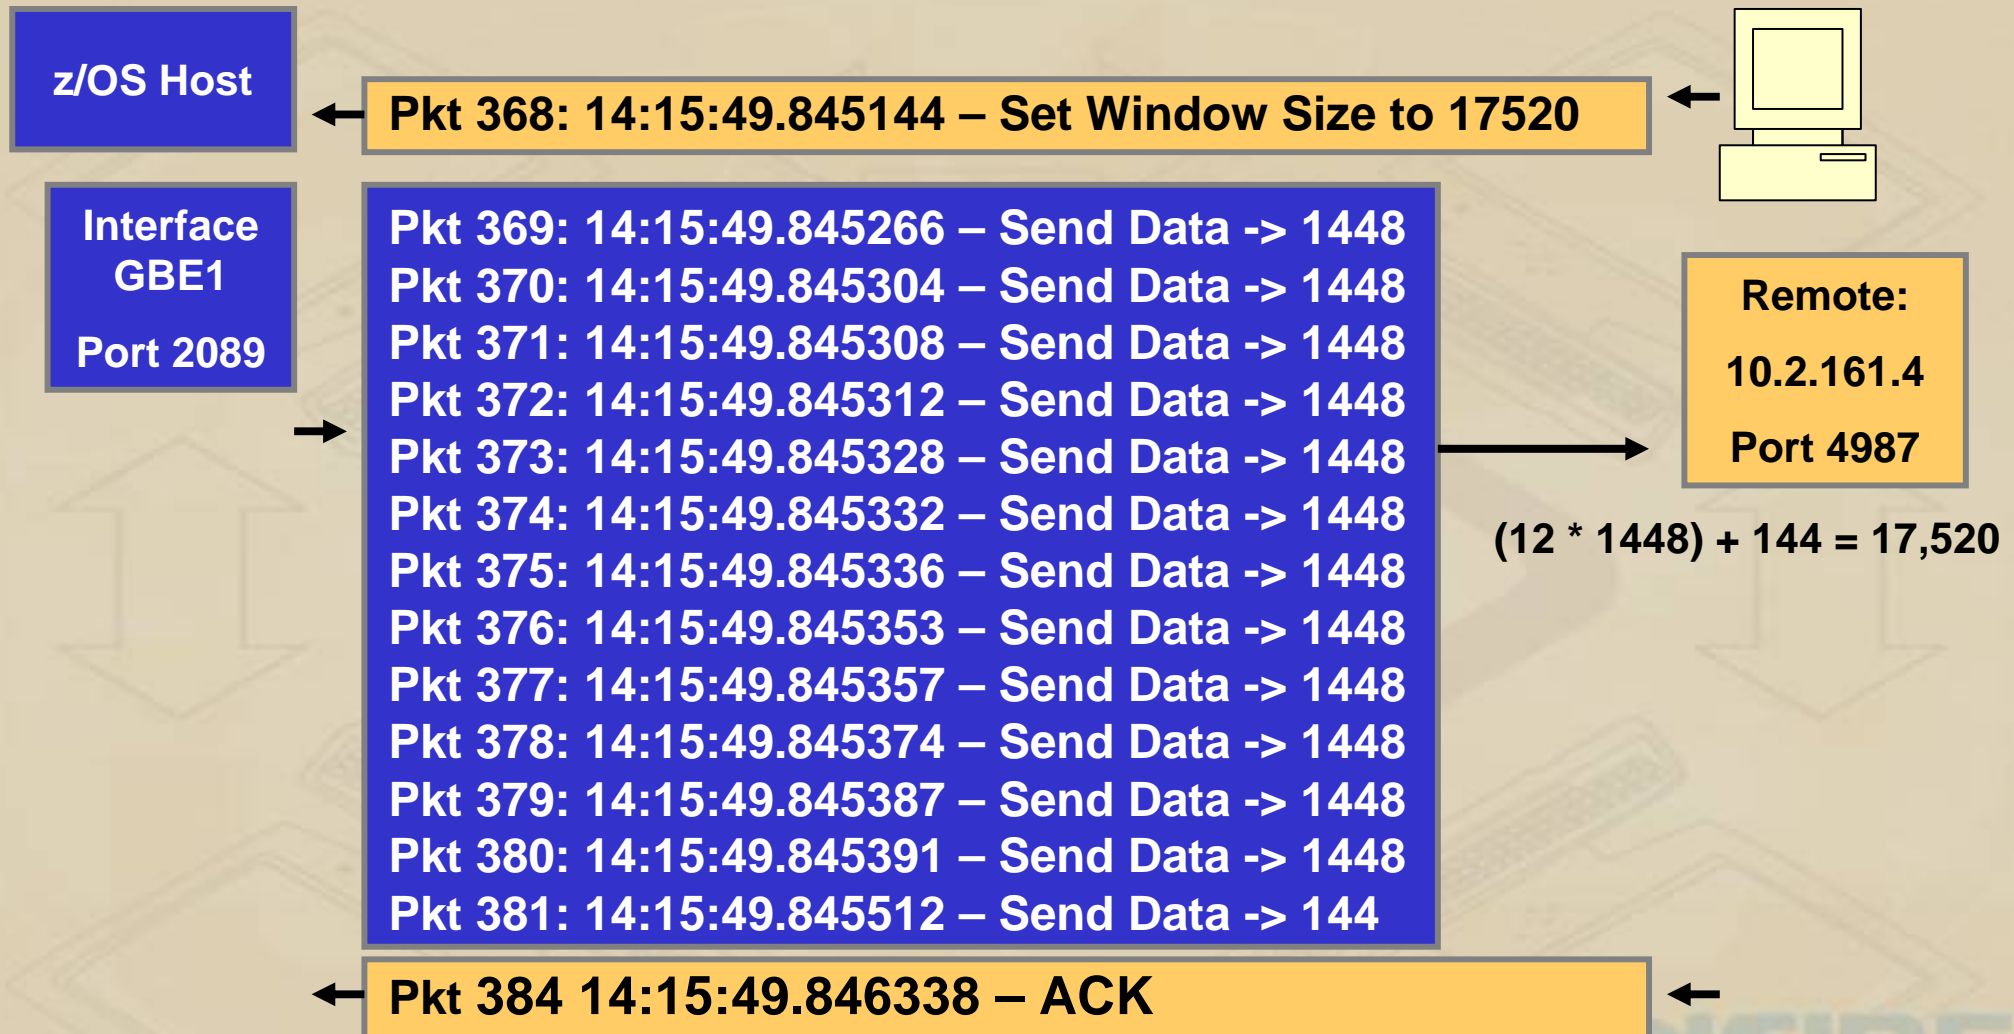 z/OS Host
Pkt 368: 14:15:49.845144 – Set Window Size to 17520
Interface
GBE1
Port 2089
Pkt 369: 14:15:49.845266 – Send Data -> 1448
Pkt 370: 14:15:49.845304 – Send Data -> 1448
Pkt 371: 14:15:49.845308 – Send Data -> 1448
Pkt 372: 14:15:49.845312 – Send Data -> 1448
Pkt 373: 14:15:49.845328 – Send Data -> 1448
Pkt 374: 14:15:49.845332 – Send Data -> 1448
Pkt 375: 14:15:49.845336 – Send Data -> 1448
Pkt 376: 14:15:49.845353 – Send Data -> 1448
Pkt 377: 14:15:49.845357 – Send Data -> 1448
Pkt 378: 14:15:49.845374 – Send Data -> 1448
Pkt 379: 14:15:49.845387 – Send Data -> 1448
Pkt 380: 14:15:49.845391 – Send Data -> 1448
Pkt 381: 14:15:49.845512 – Send Data -> 144
Remote:
10.2.161.4
Port 4987
(12 * 1448) + 144 = 17,520
Pkt 384 14:15:49.846338 – ACK